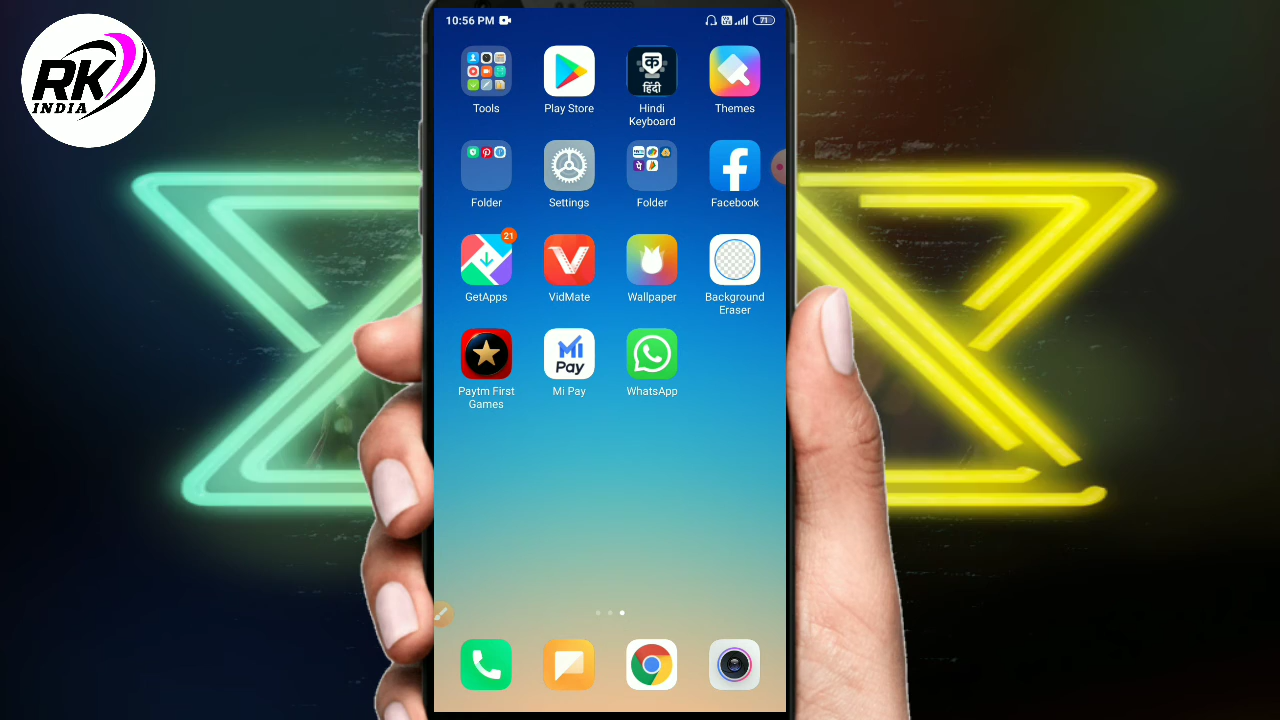 RK
INDIA
10:56 PM
71
Tools
Play Store
क
हिंदी
Hindi
Keyboard
Themes
Folder
Settings
Folder
Facebook
21
GetApps
VidMate
Wallpaper
Background
Eraser
Mi
Pay
Paytm First
Games
Mi Pay
WhatsApp